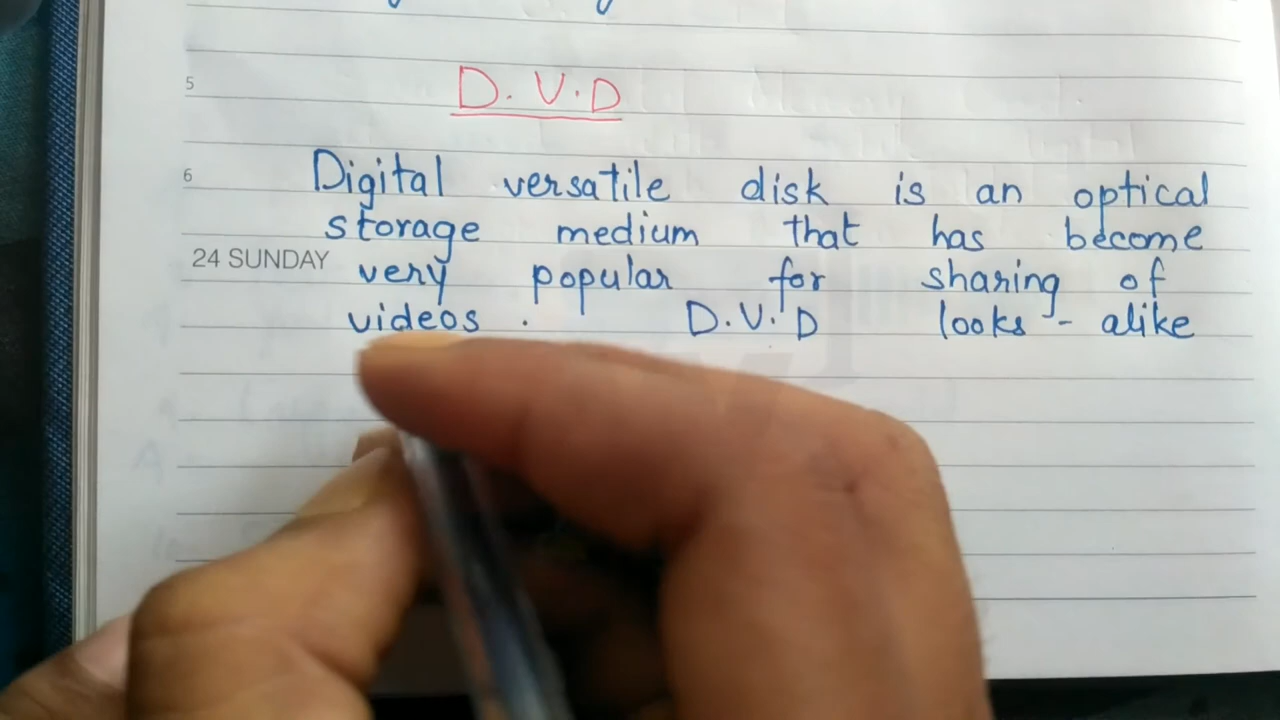 5
D.V.D
6
Digital versatile disk is an optical
storage medium that has become
24 SUNDAY
very popular for sharing of
videos. D.V.D looks-alike